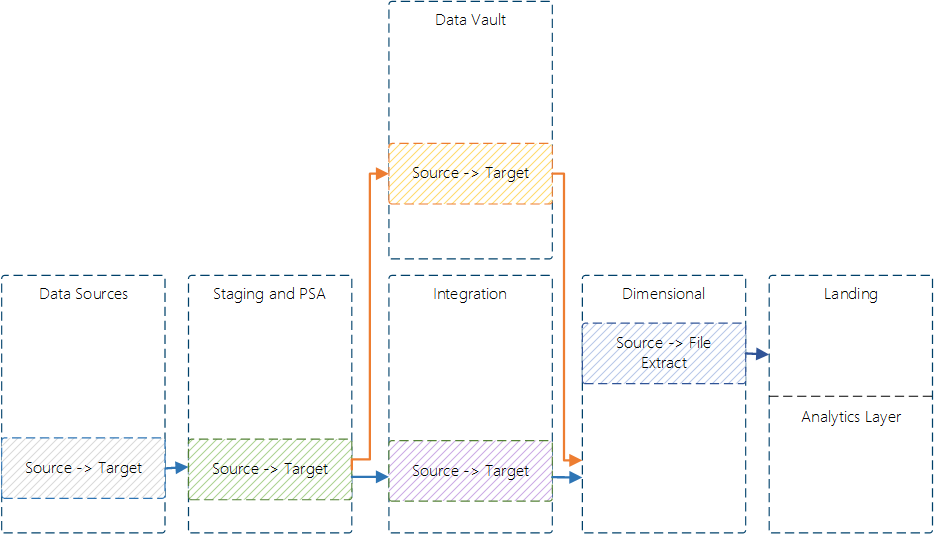 Data Vault
Source -> Target
Data Sources
Staging and PSA
Integration
Dimensional
Landing
Source -> File
Extract
Analytics Layer
Source -> Target
Source -> Target
Source -> Target